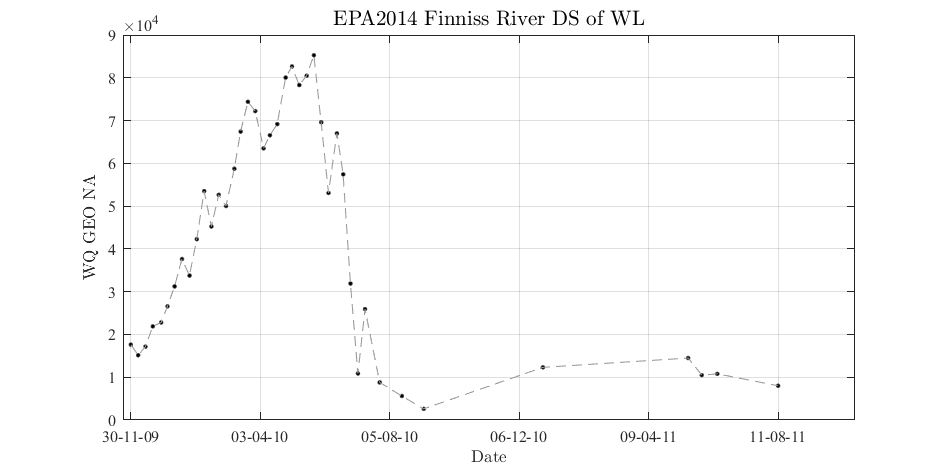 EPA2014 Finniss River DS of WL
×10⁴
9
8
7
6
5
4
3
2
1
0
WQ GEO NA
30-11-09 03-04-10 05-08-10 06-12-10 09-04-11 11-08-11
Date